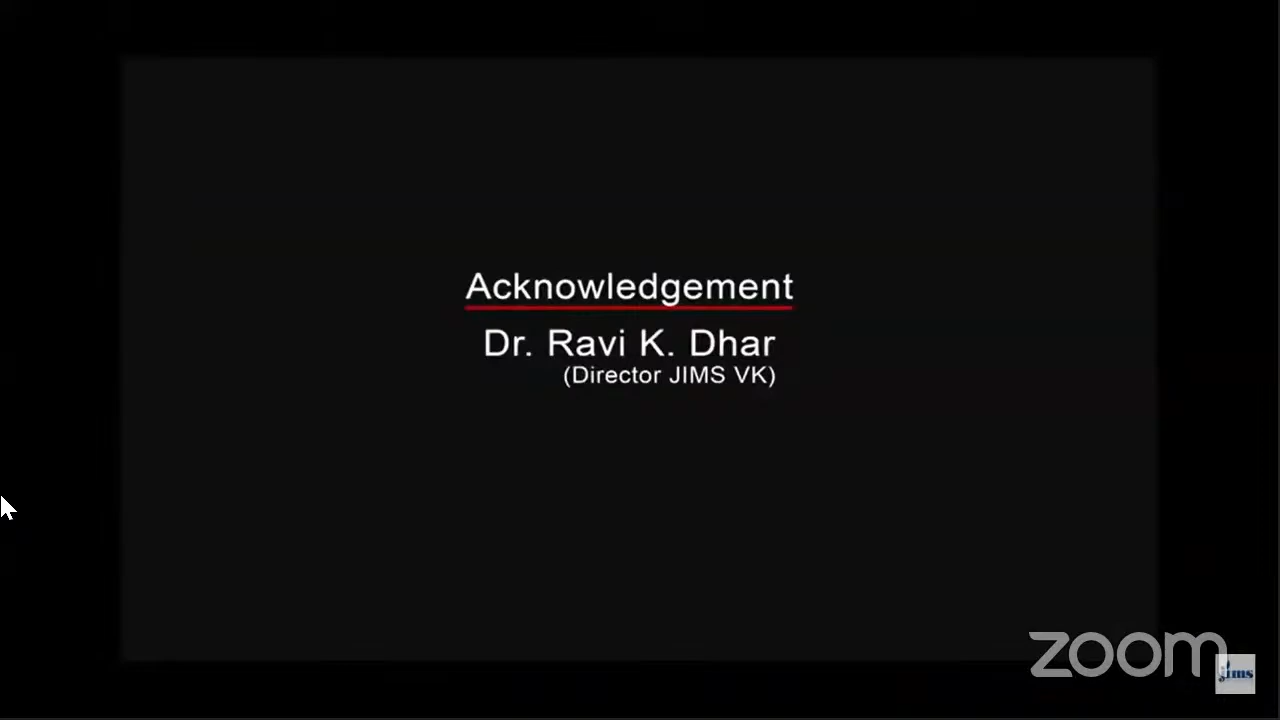 Acknowledgement
Dr. Ravi K. Dhar
(Director JIMS VK)
zoom
jims